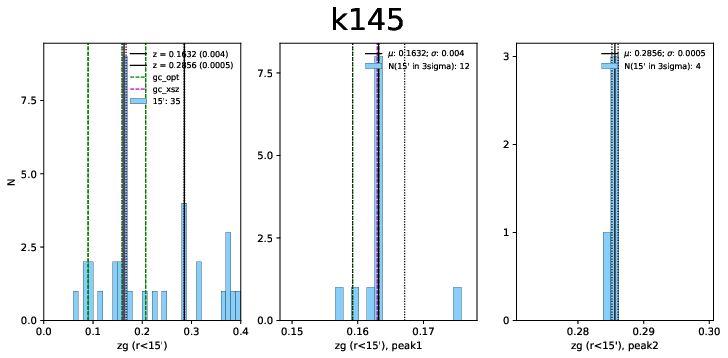 k145
N
7.5
5.0
2.5
0.0
0.0
0.1
0.2
0.3
0.4
zg (r<15')
z = 0.1632 (0.004)
z = 0.2856 (0.0005)
gc_opt
gc_xsz
15': 35
7.5
5.0
2.5
0.0
0.15
0.16
0.17
zg (r<15'), peak1
μ: 0.1632; σ: 0.004
N(15' in 3sigma): 12
3
2
1
0
0.28
0.29
0.30
zg (r<15'), peak2
μ: 0.2856; σ: 0.0005
N(15' in 3sigma): 4